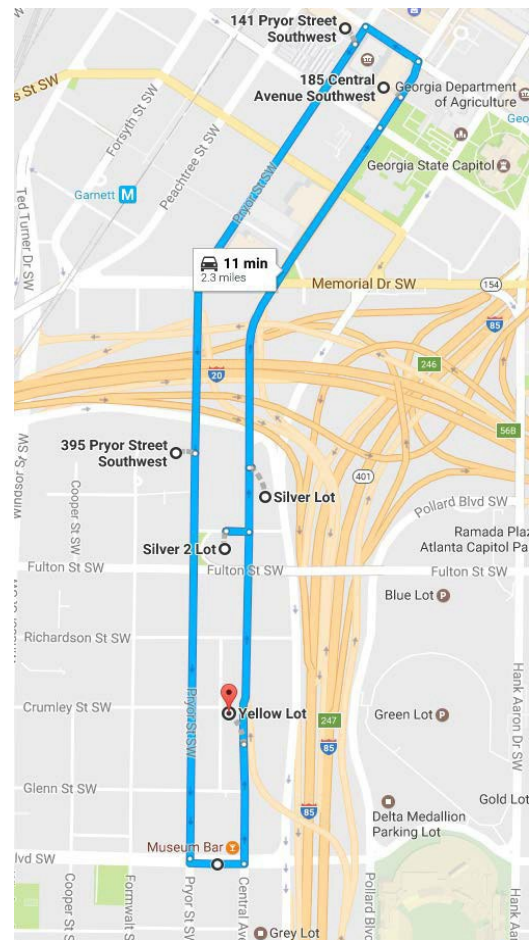 141 Pryor Street
Southwest
185 Central
Avenue Southwest
Georgia Department
of Agriculture
Geo
s St SW
Forsyth St SW
Peachtree St SW
Garnett M
Georgia State Capitol
Ted Turner Dr SW
Pryor St SW
11 min
2.3 miles
Memorial Dr SW
154
85
20
246
56B
395 Pryor Street
Southwest
Windsor St SW
Cooper St SW
Silver Lot
401
Pollard Blvd SW
Silver 2 Lot
Ramada Plaz
Atlanta Capitol Pa
Fulton St SW
Fulton St SW
Fulton St SW
Blue Lot P
Richardson St SW
Hank Aaron Dr SW
Crumley St SW
Pryor St SW
Yellow Lot
247
Green Lot P
85
Glenn St SW
85
Gold Lot
Delta Medallion
Parking Lot
Museum Bar
lvd SW
Cooper St
Formwalt St
Pryor St SW
Central Ave
Pollard Blvd
Hank Aa
Grey Lot